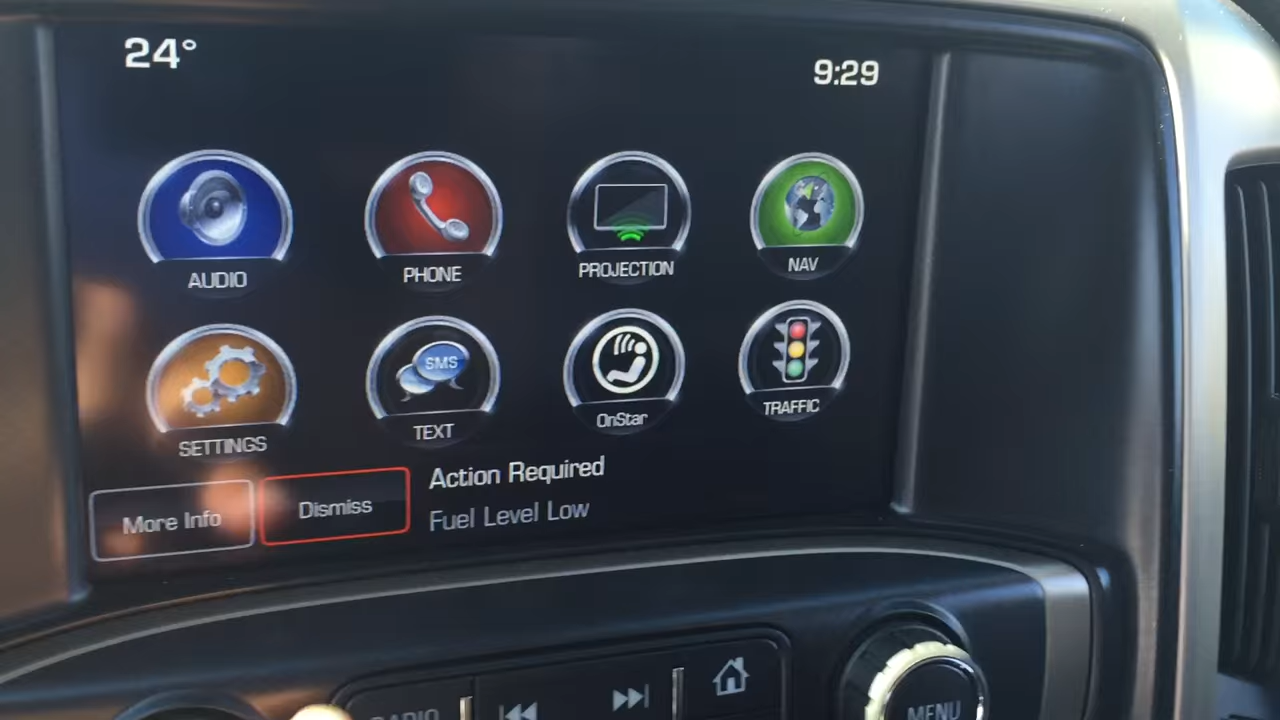 24°
9:29
AUDIO
PHONE
PROJECTION
NAV
SETTINGS
SMS
TEXT
OnStar
TRAFFIC
More Info
Dismiss
Action Required
Fuel Level Low
RADIO
MENU